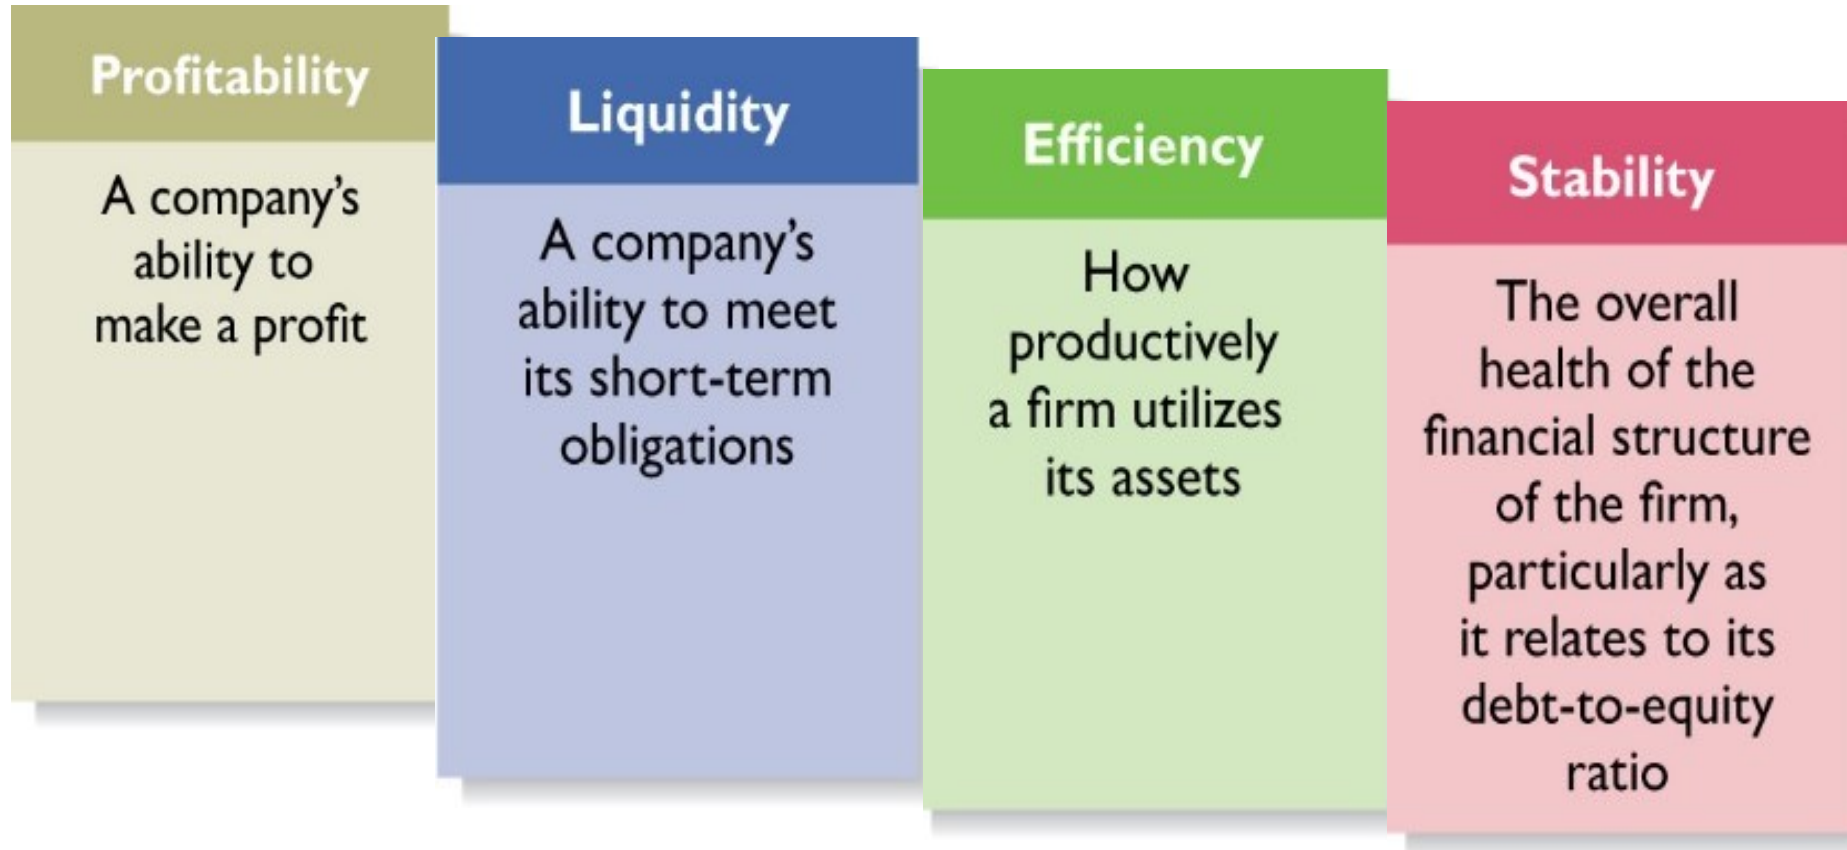 Profitability
A company’s
ability to
make a profit
Liquidity
A company’s
ability to meet
its short-term
obligations
Efficiency
How
productively
a firm utilizes
its assets
Stability
The overall
health of the
financial structure
of the firm,
particularly as
it relates to its
debt-to-equity
ratio